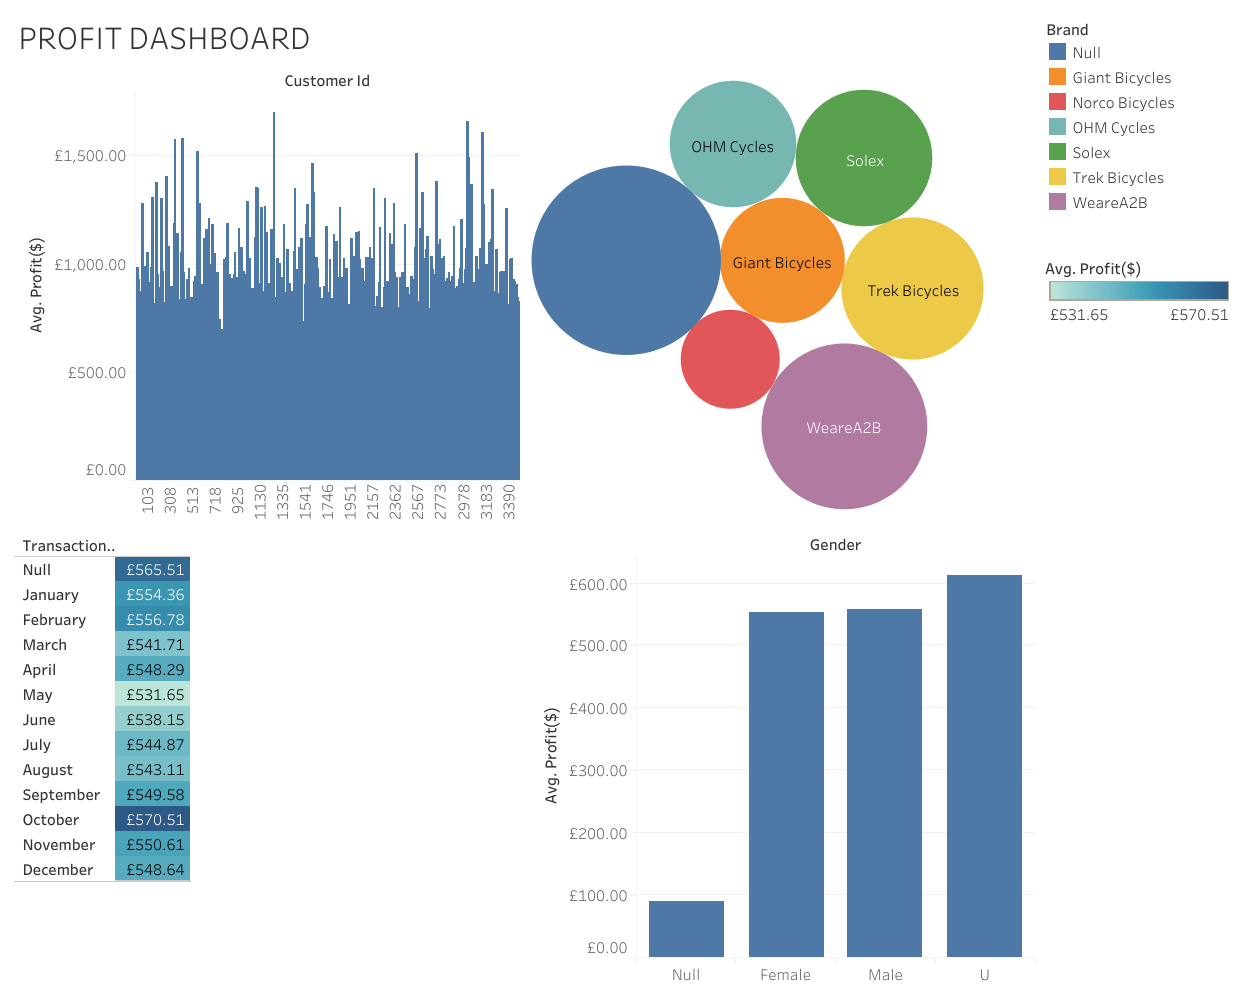 PROFIT DASHBOARD
Customer Id
Avg. Profit($)
£1,500.00
£1,000.00
£500.00
£0.00
103
308
513
718
925
1130
1335
1541
1746
1951
2157
2362
2567
2773
2978
3183
3390
OHM Cycles
Solex
Giant Bicycles
Trek Bicycles
WeareA2B
Brand
Null
Giant Bicycles
Norco Bicycles
OHM Cycles
Solex
Trek Bicycles
WeareA2B
Avg. Profit($)
£531.65 £570.51
Transaction..
Null £565.51
January £554.36
February £556.78
March £541.71
April £548.29
May £531.65
June £538.15
July £544.87
August £543.11
September £549.58
October £570.51
November £550.61
December £548.64
Gender
Avg. Profit($)
£600.00
£500.00
£400.00
£300.00
£200.00
£100.00
£0.00
Null Female Male U